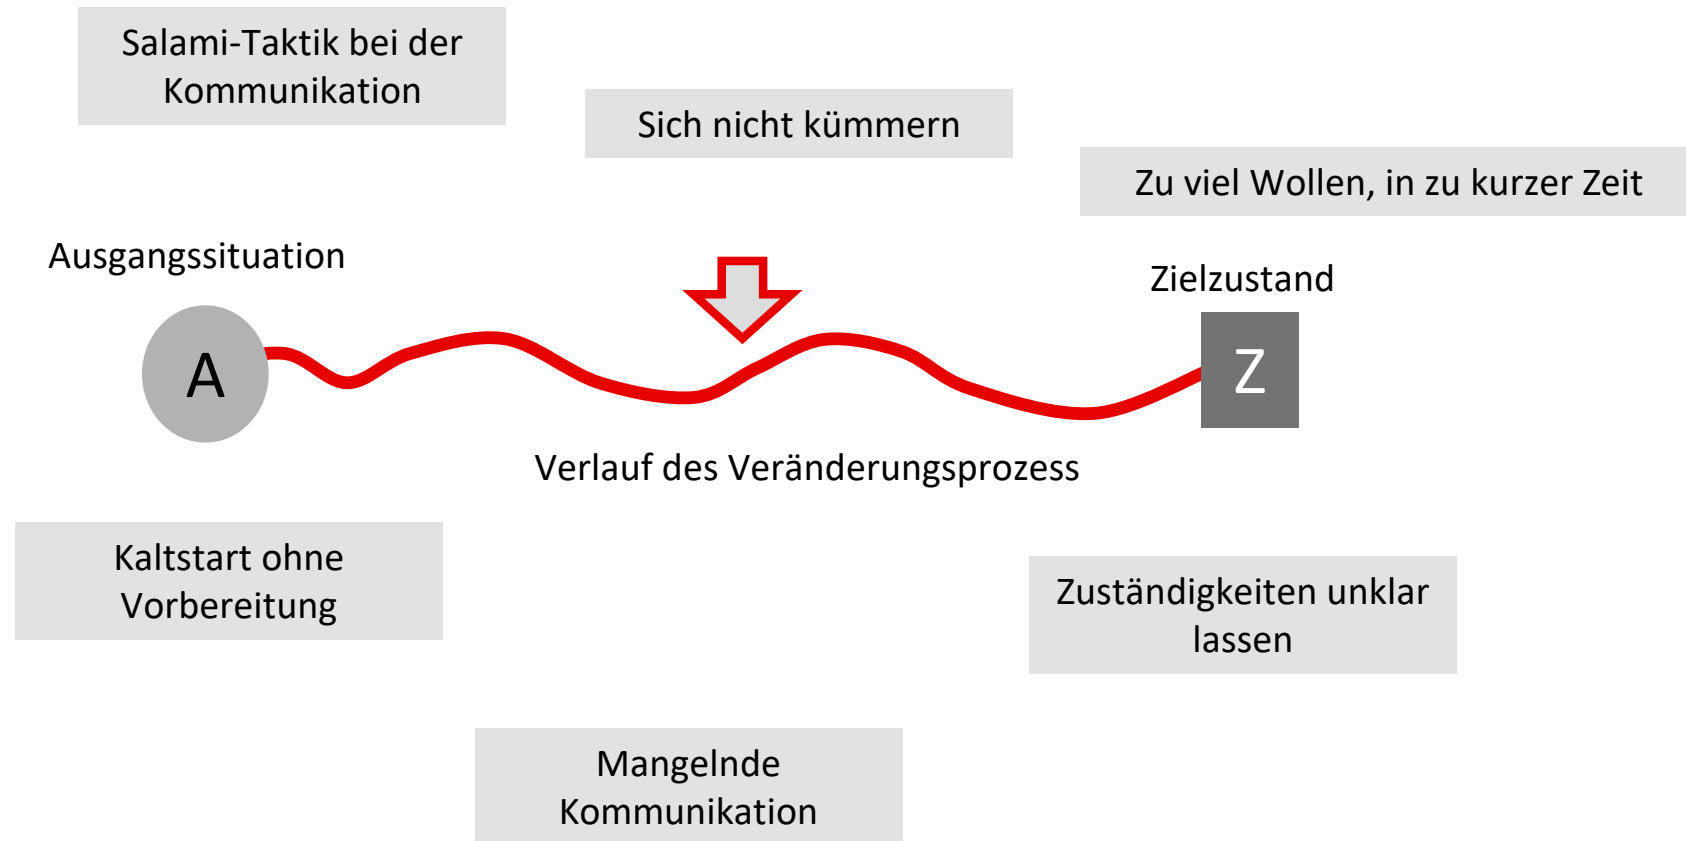 Salami-Taktik bei der
Kommunikation
Sich nicht kümmern
Zu viel Wollen, in zu kurzer Zeit
Ausgangssituation
Zielzustand
A
Z
Verlauf des Veränderungsprozess
Kaltstart ohne
Vorbereitung
Zuständigkeiten unklar
lassen
Mangelnde
Kommunikation